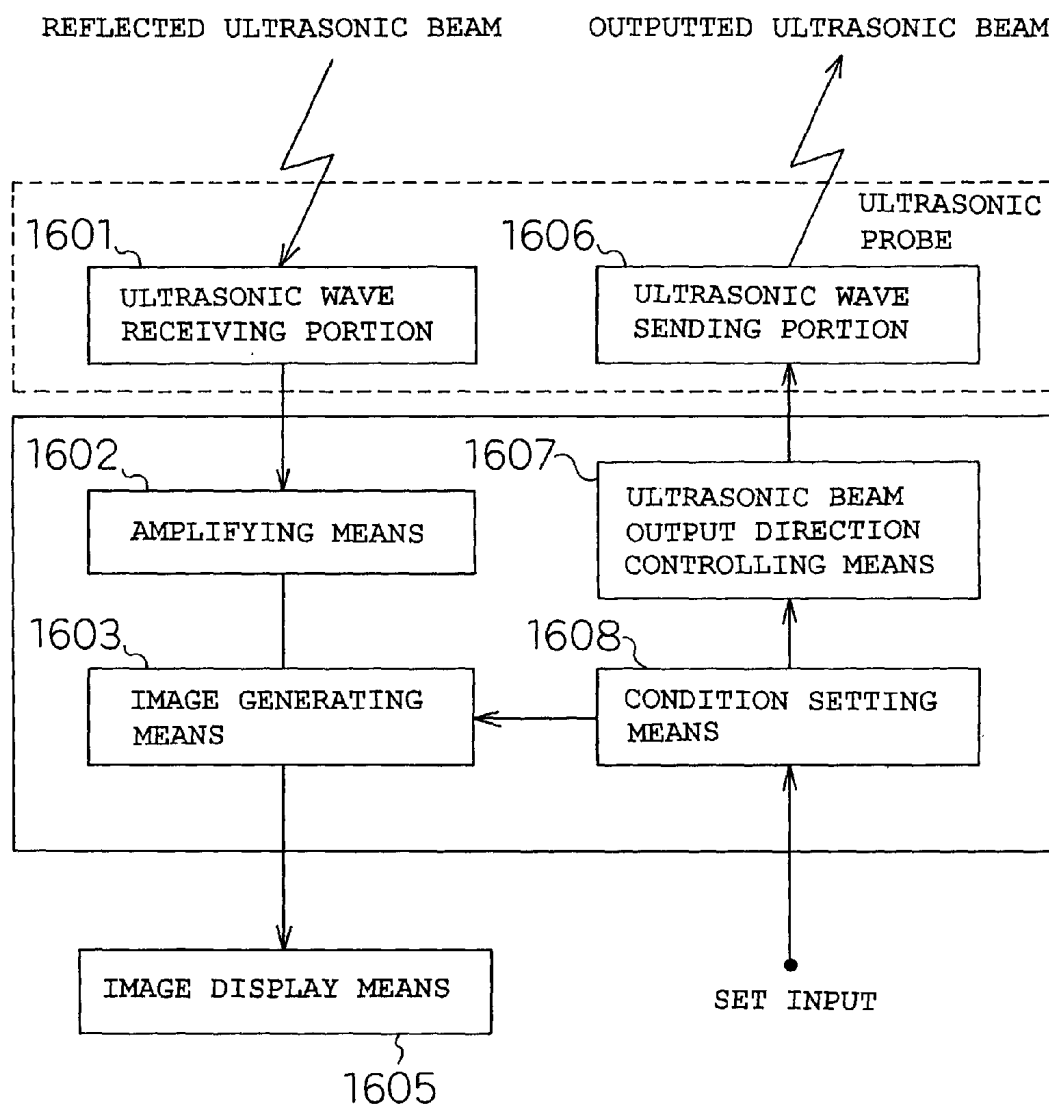 REFLECTED ULTRASONIC BEAM
OUTPUTTED ULTRASONIC BEAM
ULTRASONIC
PROBE
1601
ULTRASONIC WAVE
RECEIVING PORTION
1606
ULTRASONIC WAVE
SENDING PORTION
1602
AMPLIFYING MEANS
1607
ULTRASONIC BEAM
OUTPUT DIRECTION
CONTROLLING MEANS
1603
IMAGE GENERATING
MEANS
1608
CONDITION SETTING
MEANS
IMAGE DISPLAY MEANS
1605
SET INPUT